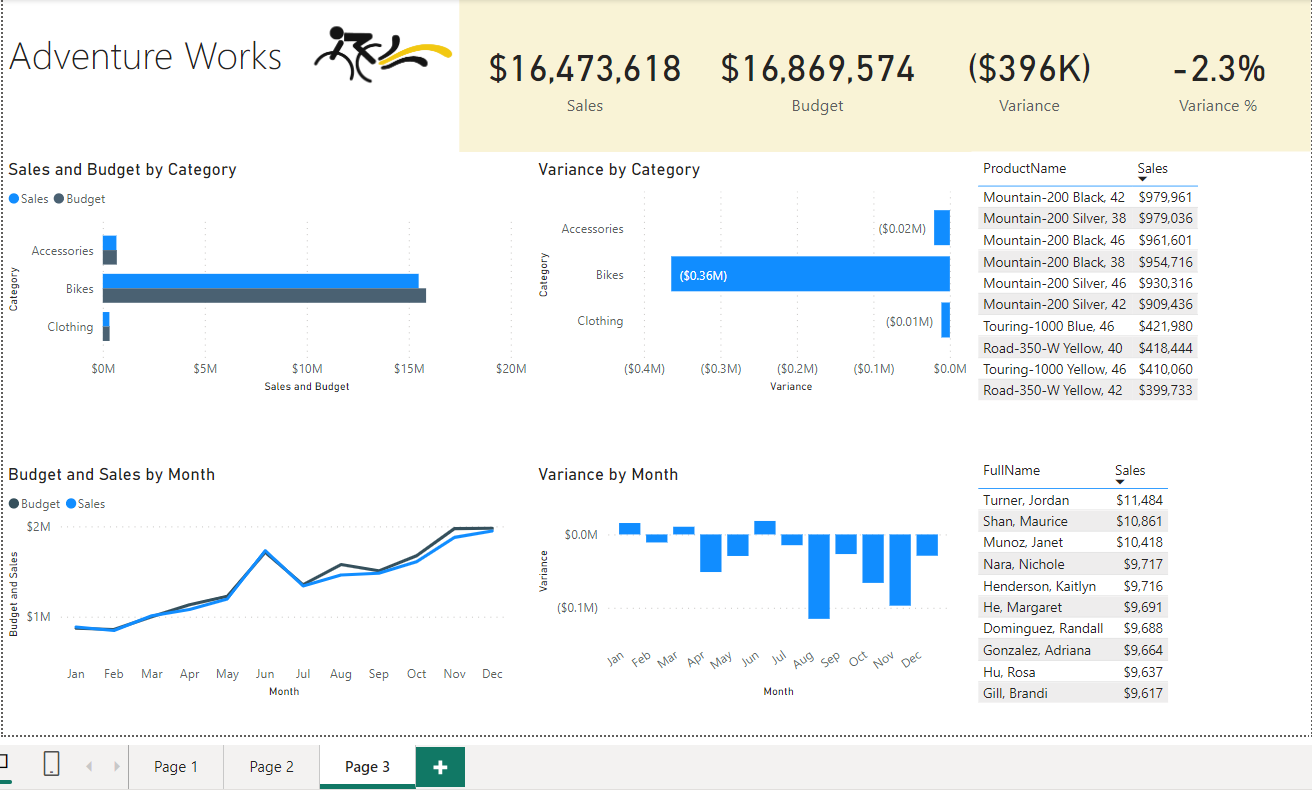 Adventure Works
$16,473,618 $16,869,574 ($396K) -2.3%
Sales Budget Variance Variance %
Sales and Budget by Category
Sales Budget
Category
Accessories
Bikes
Clothing
$0M $5M $10M $15M $20M
Sales and Budget
Variance by Category
Category
Accessories ($0.02M)
Bikes ($0.36M)
Clothing ($0.01M)
($0.4M) ($0.3M) ($0.2M) ($0.1M) $0.0M
Variance
ProductName Sales
Mountain-200 Black, 42 $979,961
Mountain-200 Silver, 38 $979,036
Mountain-200 Black, 46 $961,601
Mountain-200 Black, 38 $954,716
Mountain-200 Silver, 46 $930,316
Mountain-200 Silver, 42 $909,436
Touring-1000 Blue, 46 $421,980
Road-350-W Yellow, 40 $418,444
Touring-1000 Yellow, 46 $410,060
Road-350-W Yellow, 42 $399,733
Budget and Sales by Month
Budget Sales
Budget and Sales
$2M
$1M
Jan Feb Mar Apr May Jun Jul Aug Sep Oct Nov Dec
Month
Variance by Month
Variance
$0.0M
($0.1M)
Jan Feb Mar Apr May Jun Jul Aug Sep Oct Nov Dec
Month
FullName Sales
Turner, Jordan $11,484
Shan, Maurice $10,861
Munoz, Janet $10,418
Nara, Nichole $9,717
Henderson, Kaitlyn $9,716
He, Margaret $9,691
Dominguez, Randall $9,688
Gonzalez, Adriana $9,664
Hu, Rosa $9,637
Gill, Brandi $9,617
Page 1 Page 2 Page 3 +